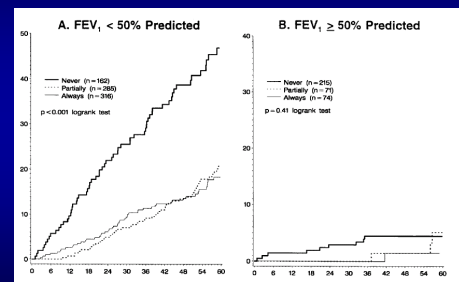 A. FEV₁ < 50% Predicted
50
40
30
20
10
0
Never (n=162)
Partially (n=285)
Always (n=316)
p<0.001 logrank test
0 6 12 18 24 30 36 42 48 54 60
B. FEV₁ ≥ 50% Predicted
40
30
20
10
0
Never (n=215)
Partially (n=71)
Always (n=74)
p=0.41 logrank test
0 6 12 18 24 30 36 42 48 54 60